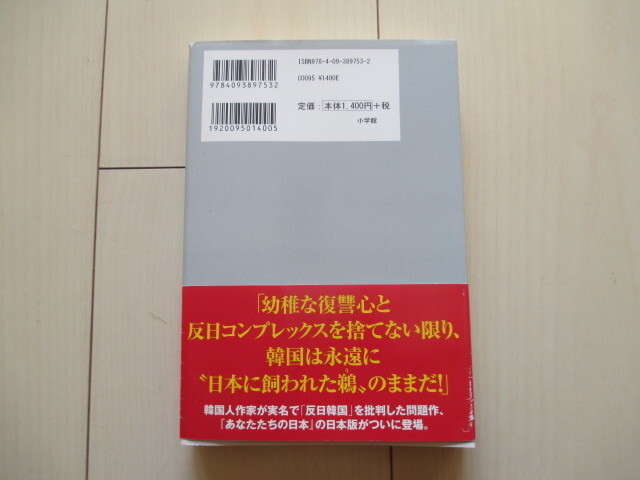 ISBN978-4-09-389753-2
9784093897532
C0095 ¥1400E
定価：本体1,400円＋税
小学館
1920095014005
「幼稚な復讐心と
反日コンプレックスを捨てない限り、
韓国は永遠に
う
〝日本に飼われた鵜〟のままだ!」
韓国人作家が実名で「反日韓国」を批判した問題作、
『あなたたちの日本』の日本版がついに登場。